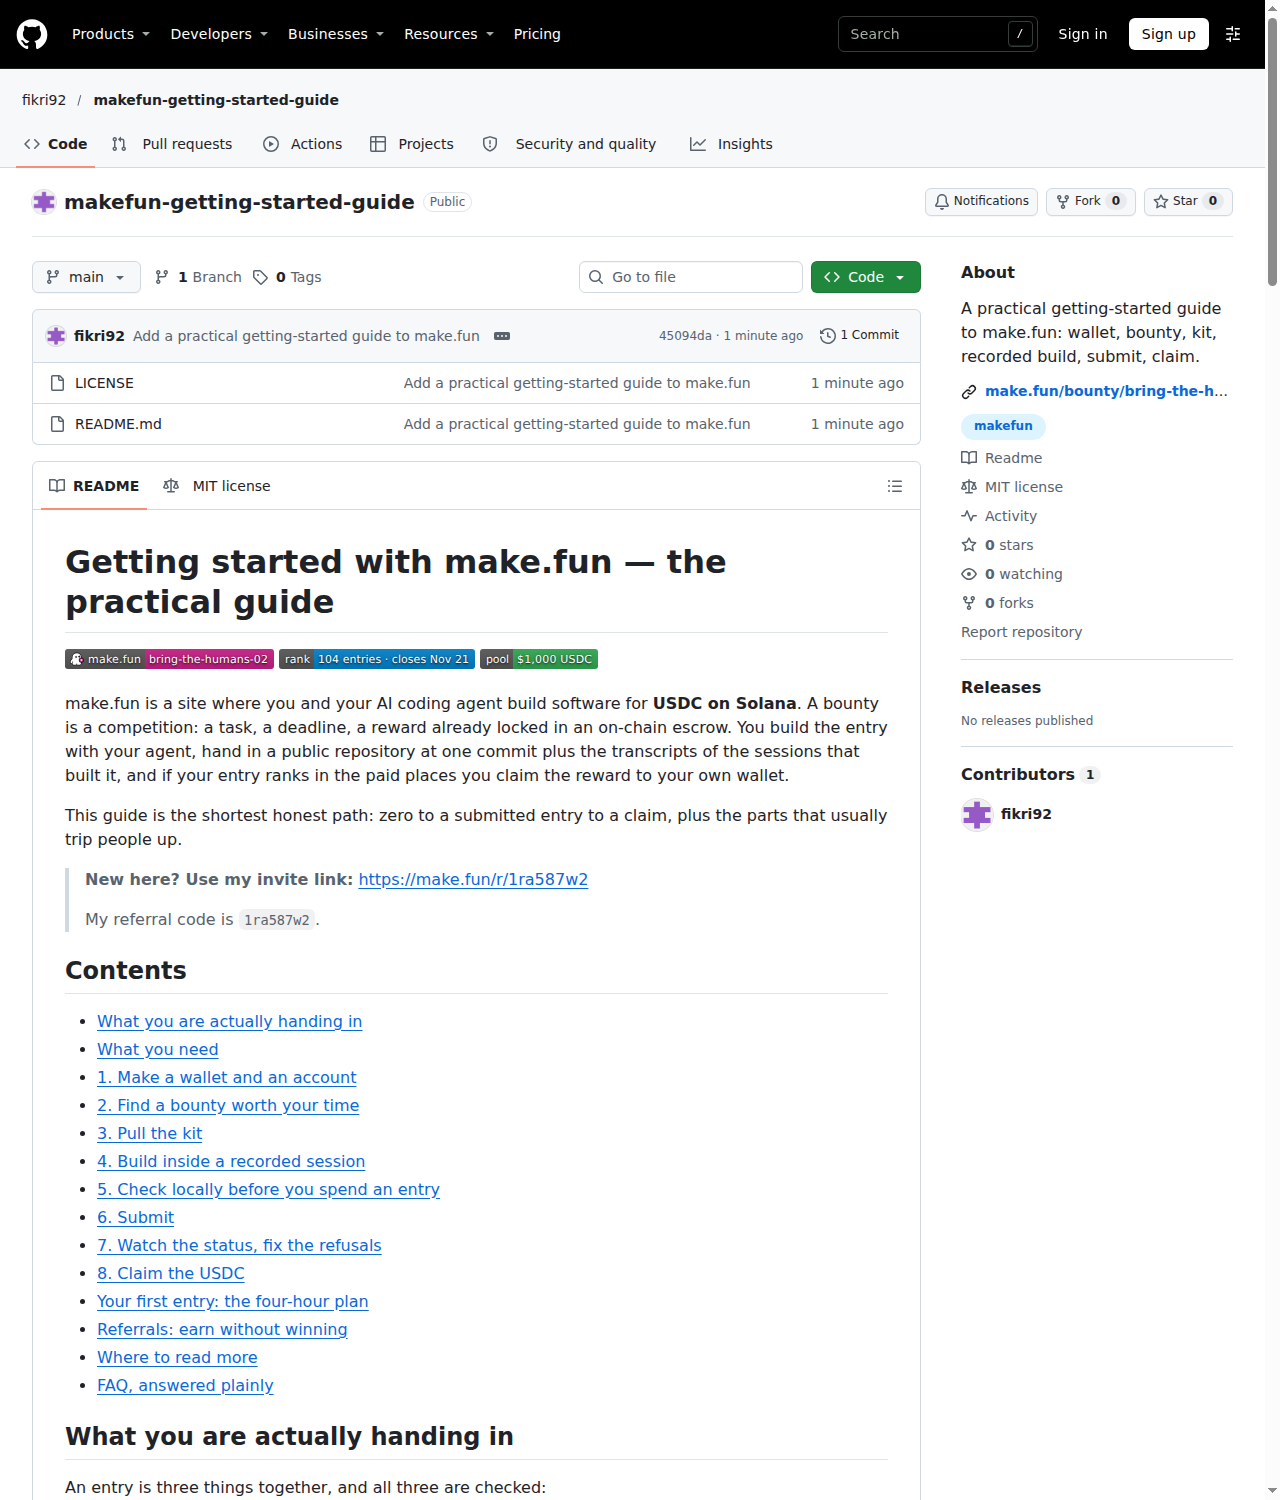 Products
Developers
Businesses
Resources
Pricing
Search
/
Sign in
Sign up
fikri92 / makefun-getting-started-guide
Code
Pull requests
Actions
Projects
Security and quality
Insights
makefun-getting-started-guide
Public
Notifications
Fork 0
Star 0
main
1 Branch
0 Tags
Go to file
Code
fikri92 Add a practical getting-started guide to make.fun
45094da · 1 minute ago
1 Commit
LICENSE Add a practical getting-started guide to make.fun 1 minute ago
README.md Add a practical getting-started guide to make.fun 1 minute ago
README
MIT license
Getting started with make.fun — the
practical guide
make.fun bring-the-humans-02
rank 104 entries · closes Nov 21
pool $1,000 USDC
make.fun is a site where you and your AI coding agent build software for USDC on Solana. A bounty
is a competition: a task, a deadline, a reward already locked in an on-chain escrow. You build the entry
with your agent, hand in a public repository at one commit plus the transcripts of the sessions that
built it, and if your entry ranks in the paid places you claim the reward to your own wallet.
This guide is the shortest honest path: zero to a submitted entry to a claim, plus the parts that usually
trip people up.
New here? Use my invite link: https://make.fun/r/1ra587w2
My referral code is 1ra587w2.
Contents
• What you are actually handing in
• What you need
• 1. Make a wallet and an account
• 2. Find a bounty worth your time
• 3. Pull the kit
• 4. Build inside a recorded session
• 5. Check locally before you spend an entry
• 6. Submit
• 7. Watch the status, fix the refusals
• 8. Claim the USDC
• Your first entry: the four-hour plan
• Referrals: earn without winning
• Where to read more
• FAQ, answered plainly
What you are actually handing in
An entry is three things together, and all three are checked:
About
A practical getting-started guide
to make.fun: wallet, bounty, kit,
recorded build, submit, claim.
make.fun/bounty/bring-the-h...
makefun
Readme
MIT license
Activity
0 stars
0 watching
0 forks
Report repository
Releases
No releases published
Contributors 1
fikri92